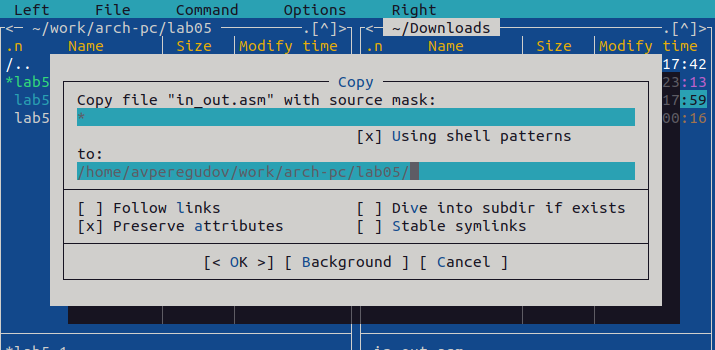 Left File Command Options Right
<─ ~/work/arch-pc/lab05 ─.[^]> <─ ~/Downloads ─.[^]>
.n Name Size Modify time .n Name Size Modify time
/.. 17:42
*lab5 23:13
lab5 17:59
lab5 00:16
Copy
Copy file "in_out.asm" with source mask:
*
[x] Using shell patterns
to:
/home/avperegudov/work/arch-pc/lab05/
[ ] Follow links [ ] Dive into subdir if exists
[x] Preserve attributes [ ] Stable symlinks
[< OK >] [ Background ] [ Cancel ]
*lab5-1 in_out.asm